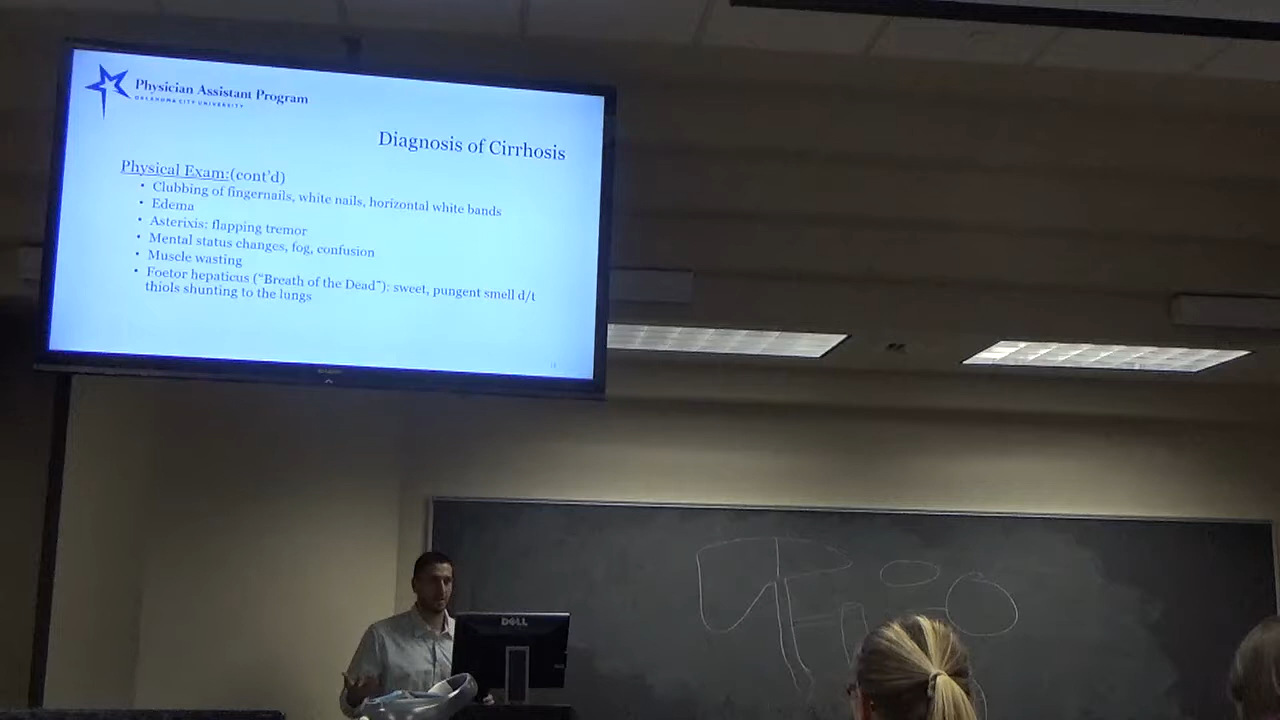 Physician Assistant Program
OKLAHOMA CITY UNIVERSITY
Diagnosis of Cirrhosis
Physical Exam:(cont'd)
• Clubbing of fingernails, white nails, horizontal white bands
• Edema
• Asterixis: flapping tremor
• Mental status changes, fog, confusion
• Muscle wasting
• Foetor hepaticus ("Breath of the Dead"): sweet, pungent smell d/t
thiols shunting to the lungs
DELL